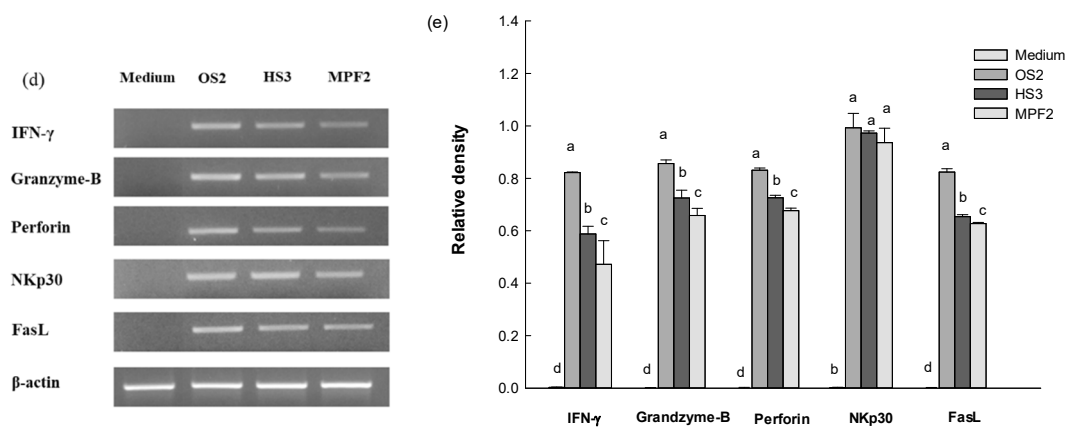 (d)
Medium OS2 HS3 MPF2
IFN-γ
Granzyme-B
Perforin
NKp30
FasL
β-actin
(e)
Relative density
1.4
1.2
1.0
0.8
0.6
0.4
0.2
0.0
Medium
OS2
HS3
MPF2
d a b c
d a b c
d a b c
b a a a
d a b c
IFN-γ Grandzyme-B Perforin NKp30 FasL